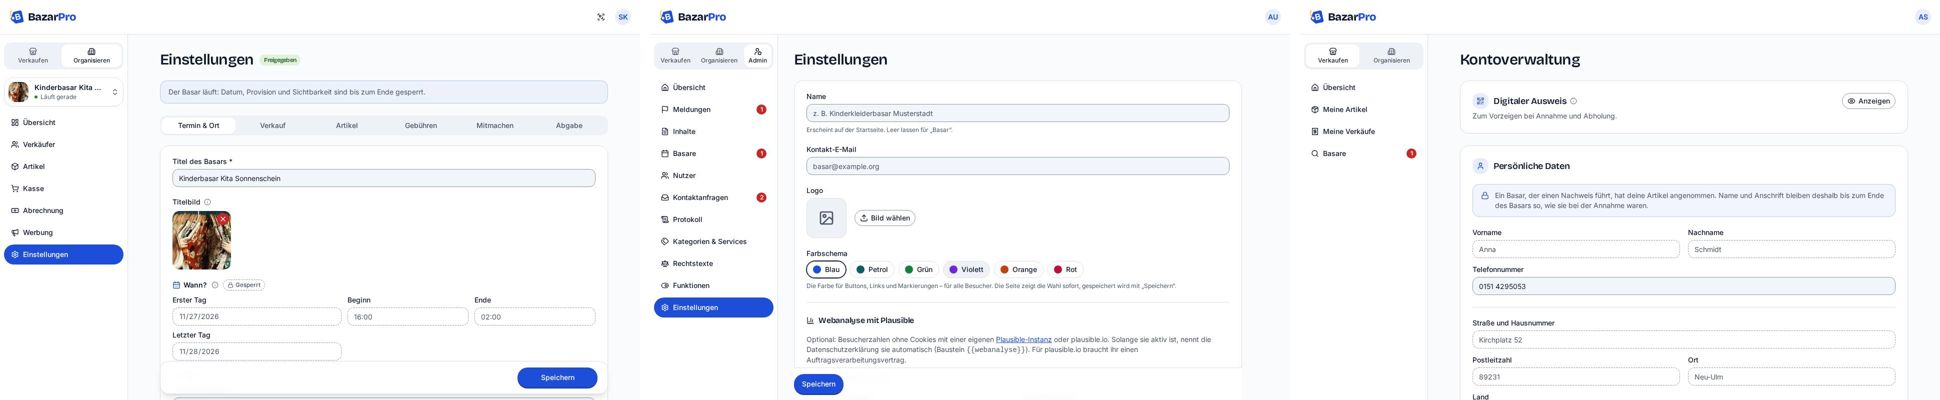 BazarPro
SK
Verkaufen
Organisieren
Kinderbasar Kita ...
Läuft gerade
Übersicht
Verkäufer
Artikel
Kasse
Abrechnung
Werbung
Einstellungen
Einstellungen
Freigegeben
Der Basar läuft: Datum, Provision und Sichtbarkeit sind bis zum Ende gesperrt.
Termin & Ort
Verkauf
Artikel
Gebühren
Mitmachen
Abgabe
Titel des Basars *
Kinderbasar Kita Sonnenschein
Titelbild
Wann?
Gesperrt
Erster Tag
Beginn
Ende
11/27/2026
16:00
02:00
Letzter Tag
11/28/2026
Speichern
BazarPro
AU
Verkaufen
Organisieren
Admin
Übersicht
Meldungen
1
Inhalte
Basare
1
Nutzer
Kontaktanfragen
2
Protokoll
Kategorien & Services
Rechtstexte
Funktionen
Einstellungen
Einstellungen
Name
z. B. Kinderkleiderbasar Musterstadt
Erscheint auf der Startseite. Leer lassen für „Basar“.
Kontakt-E-Mail
basar@example.org
Logo
Bild wählen
Farbschema
Blau
Petrol
Grün
Violett
Orange
Rot
Die Farbe für Buttons, Links und Markierungen – für alle Besucher. Die Seite zeigt die Wahl sofort, gespeichert wird mit „Speichern“.
Webanalyse mit Plausible
Optional: Besucherzahlen ohne Cookies mit einer eigenen Plausible-Instanz oder plausible.io. Solange sie aktiv ist, nennt die
Datenschutzerklärung sie automatisch (Baustein {{webanalyse}}). Für plausible.io braucht ihr einen
Auftragsverarbeitungsvertrag.
Speichern
BazarPro
AS
Verkaufen
Organisieren
Übersicht
Meine Artikel
Meine Verkäufe
Basare
1
Kontoverwaltung
Digitaler Ausweis
Anzeigen
Zum Vorzeigen bei Annahme und Abholung.
Persönliche Daten
Ein Basar, der einen Nachweis führt, hat deine Artikel angenommen. Name und Anschrift bleiben deshalb bis zum Ende
des Basars so, wie sie bei der Annahme waren.
Vorname
Nachname
Anna
Schmidt
Telefonnummer
0151 4295053
Straße und Hausnummer
Kirchplatz 52
Postleitzahl
Ort
89231
Neu-Ulm
Land